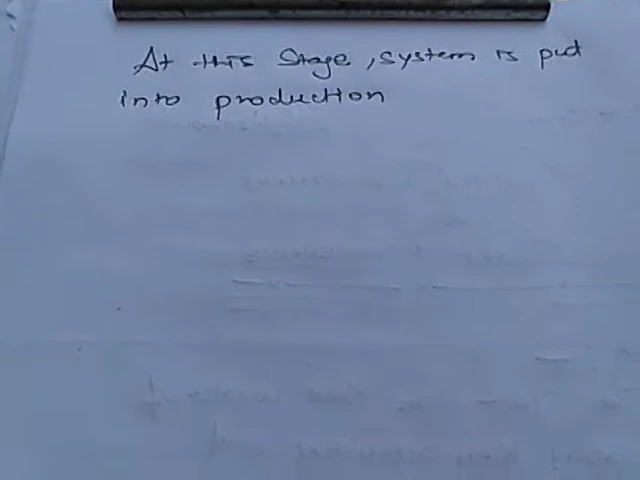 At this stage, system is put
into production